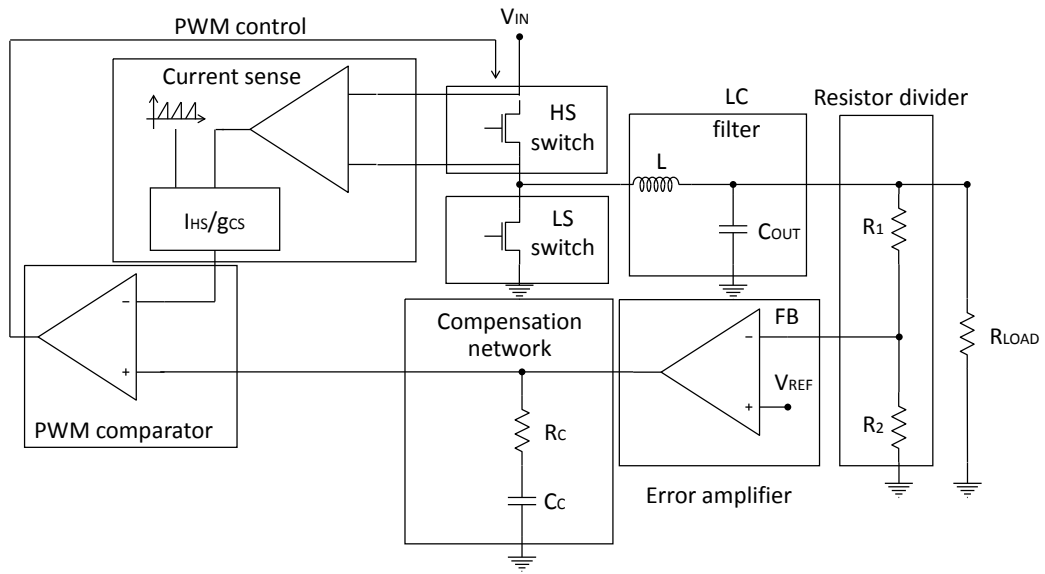 VIN
PWM control
Current sense
LC
filter
Resistor divider
HS
switch
L
IHS/gCS
LS
switch
COUT
R1
−
+
PWM comparator
Compensation
network
FB
−
VREF
+
RLOAD
RC
R2
CC
Error amplifier